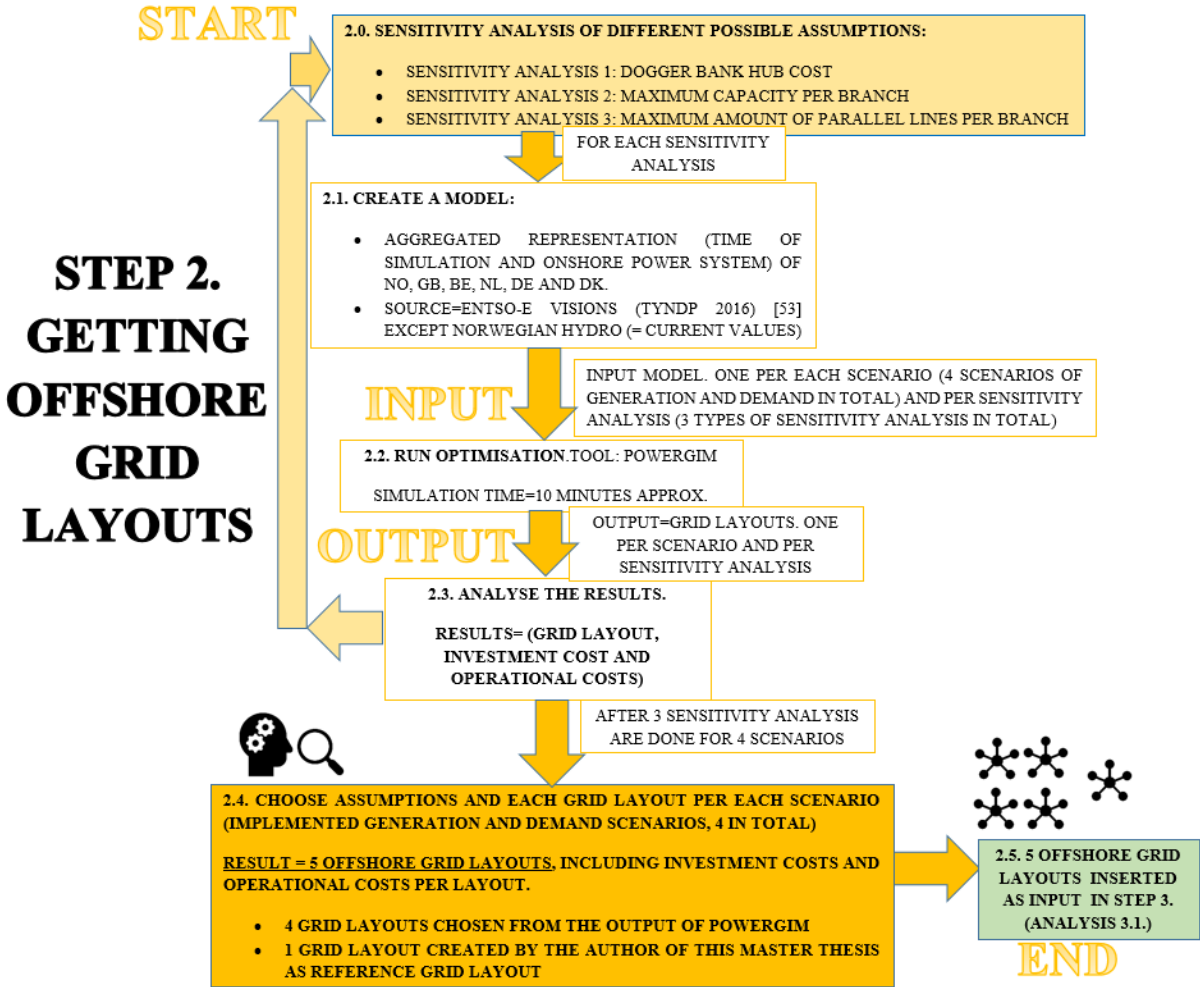 START
2.0. SENSITIVITY ANALYSIS OF DIFFERENT POSSIBLE ASSUMPTIONS:
• SENSITIVITY ANALYSIS 1: DOGGER BANK HUB COST
• SENSITIVITY ANALYSIS 2: MAXIMUM CAPACITY PER BRANCH
• SENSITIVITY ANALYSIS 3: MAXIMUM AMOUNT OF PARALLEL LINES PER BRANCH
FOR EACH SENSITIVITY
ANALYSIS
2.1. CREATE A MODEL:
• AGGREGATED REPRESENTATION (TIME OF
SIMULATION AND ONSHORE POWER SYSTEM) OF
NO, GB, BE, NL, DE AND DK.
• SOURCE=ENTSO-E VISIONS (TYNDP 2016) [53]
EXCEPT NORWEGIAN HYDRO (= CURRENT VALUES)
STEP 2.
GETTING
OFFSHORE
GRID
LAYOUTS
INPUT
INPUT MODEL. ONE PER EACH SCENARIO (4 SCENARIOS OF
GENERATION AND DEMAND IN TOTAL) AND PER SENSITIVITY
ANALYSIS (3 TYPES OF SENSITIVITY ANALYSIS IN TOTAL)
2.2. RUN OPTIMISATION.TOOL: POWERGIM
SIMULATION TIME=10 MINUTES APPROX.
OUTPUT
OUTPUT=GRID LAYOUTS. ONE
PER SCENARIO AND PER
SENSITIVITY ANALYSIS
2.3. ANALYSE THE RESULTS.
RESULTS= (GRID LAYOUT,
INVESTMENT COST AND
OPERATIONAL COSTS)
AFTER 3 SENSITIVITY ANALYSIS
ARE DONE FOR 4 SCENARIOS
2.4. CHOOSE ASSUMPTIONS AND EACH GRID LAYOUT PER EACH SCENARIO
(IMPLEMENTED GENERATION AND DEMAND SCENARIOS, 4 IN TOTAL)
RESULT = 5 OFFSHORE GRID LAYOUTS, INCLUDING INVESTMENT COSTS AND
OPERATIONAL COSTS PER LAYOUT.
• 4 GRID LAYOUTS CHOSEN FROM THE OUTPUT OF POWERGIM
• 1 GRID LAYOUT CREATED BY THE AUTHOR OF THIS MASTER THESIS
AS REFERENCE GRID LAYOUT
2.5. 5 OFFSHORE GRID
LAYOUTS INSERTED
AS INPUT IN STEP 3.
(ANALYSIS 3.1.)
END